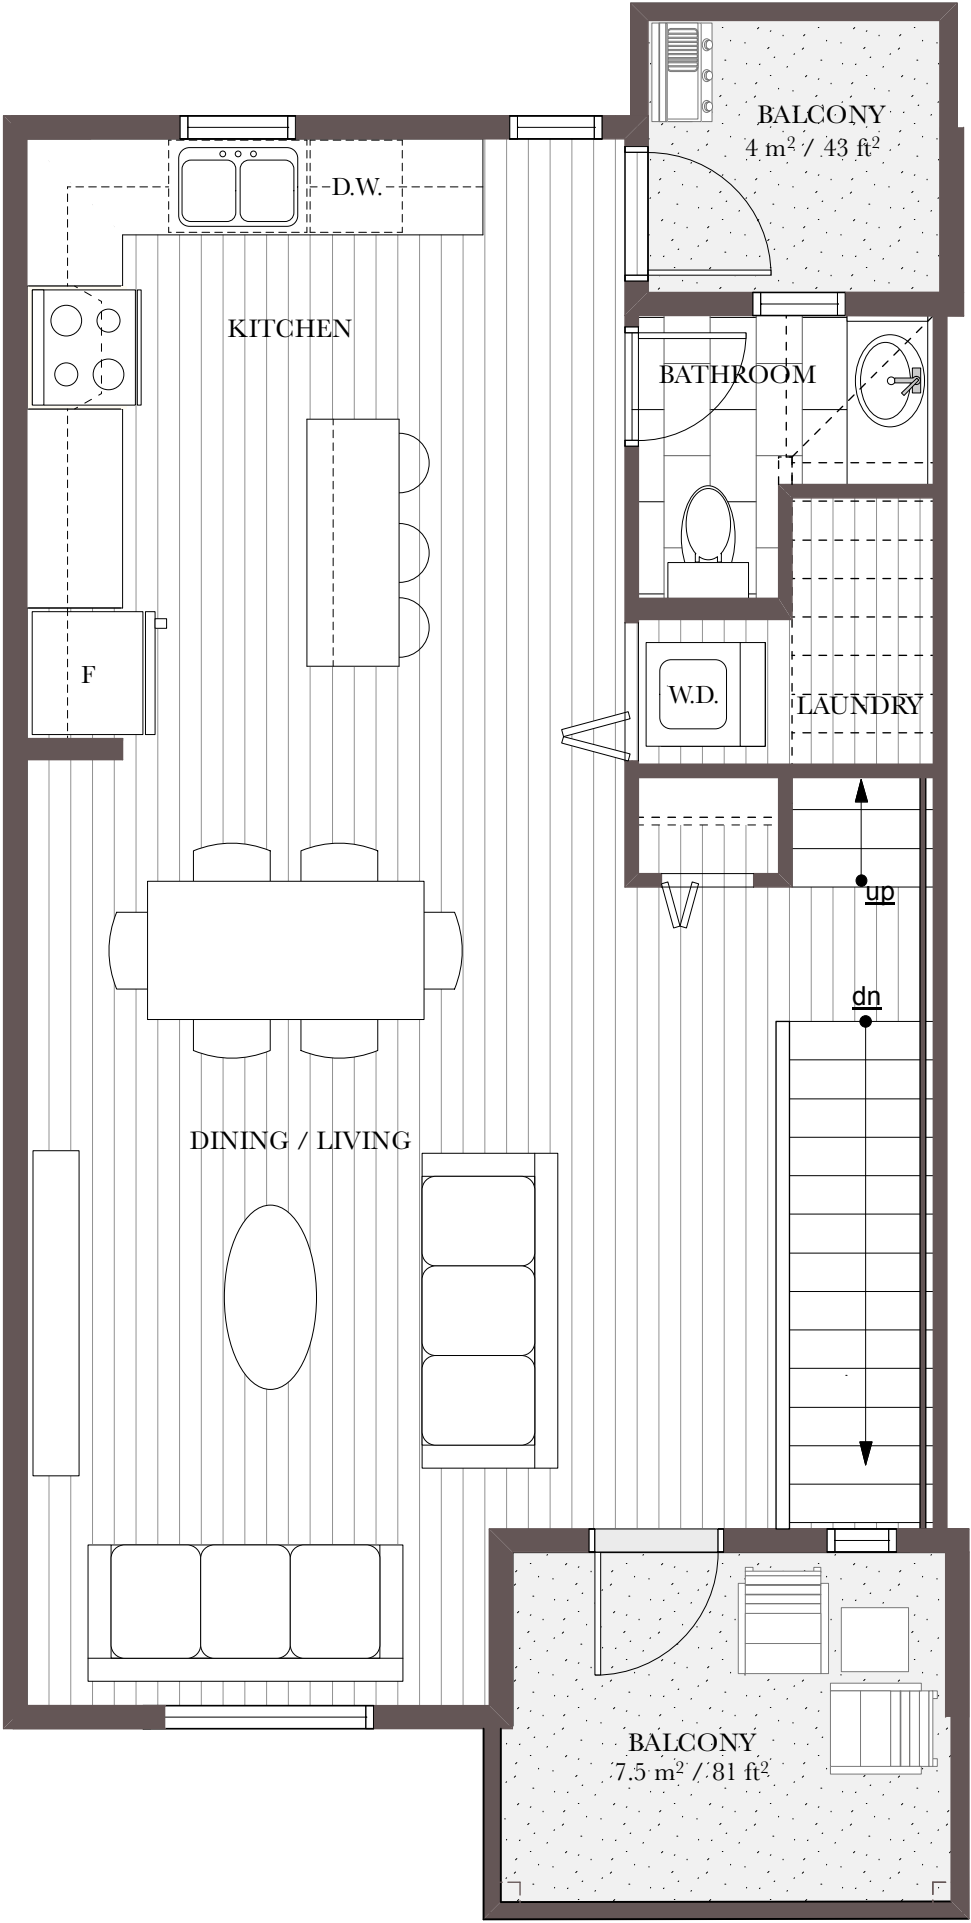 BALCONY
4 m² / 43 ft²
D.W.
KITCHEN
BATHROOM
F
W.D.
LAUNDRY
up
dn
DINING / LIVING
BALCONY
7.5 m² / 81 ft²